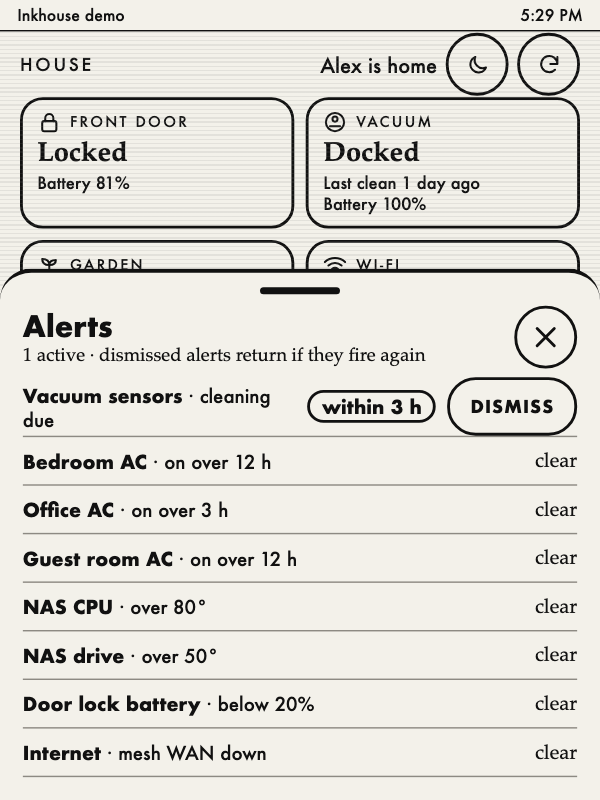 Inkhouse demo 5:29 PM
HOUSE Alex is home
FRONT DOOR
Locked
Battery 81%
VACUUM
Docked
Last clean 1 day ago
Battery 100%
GARDEN
WI-FI
Alerts
1 active · dismissed alerts return if they fire again
Vacuum sensors · cleaning
due
within 3 h DISMISS
Bedroom AC · on over 12 h clear
Office AC · on over 3 h clear
Guest room AC · on over 12 h clear
NAS CPU · over 80° clear
NAS drive · over 50° clear
Door lock battery · below 20% clear
Internet · mesh WAN down clear